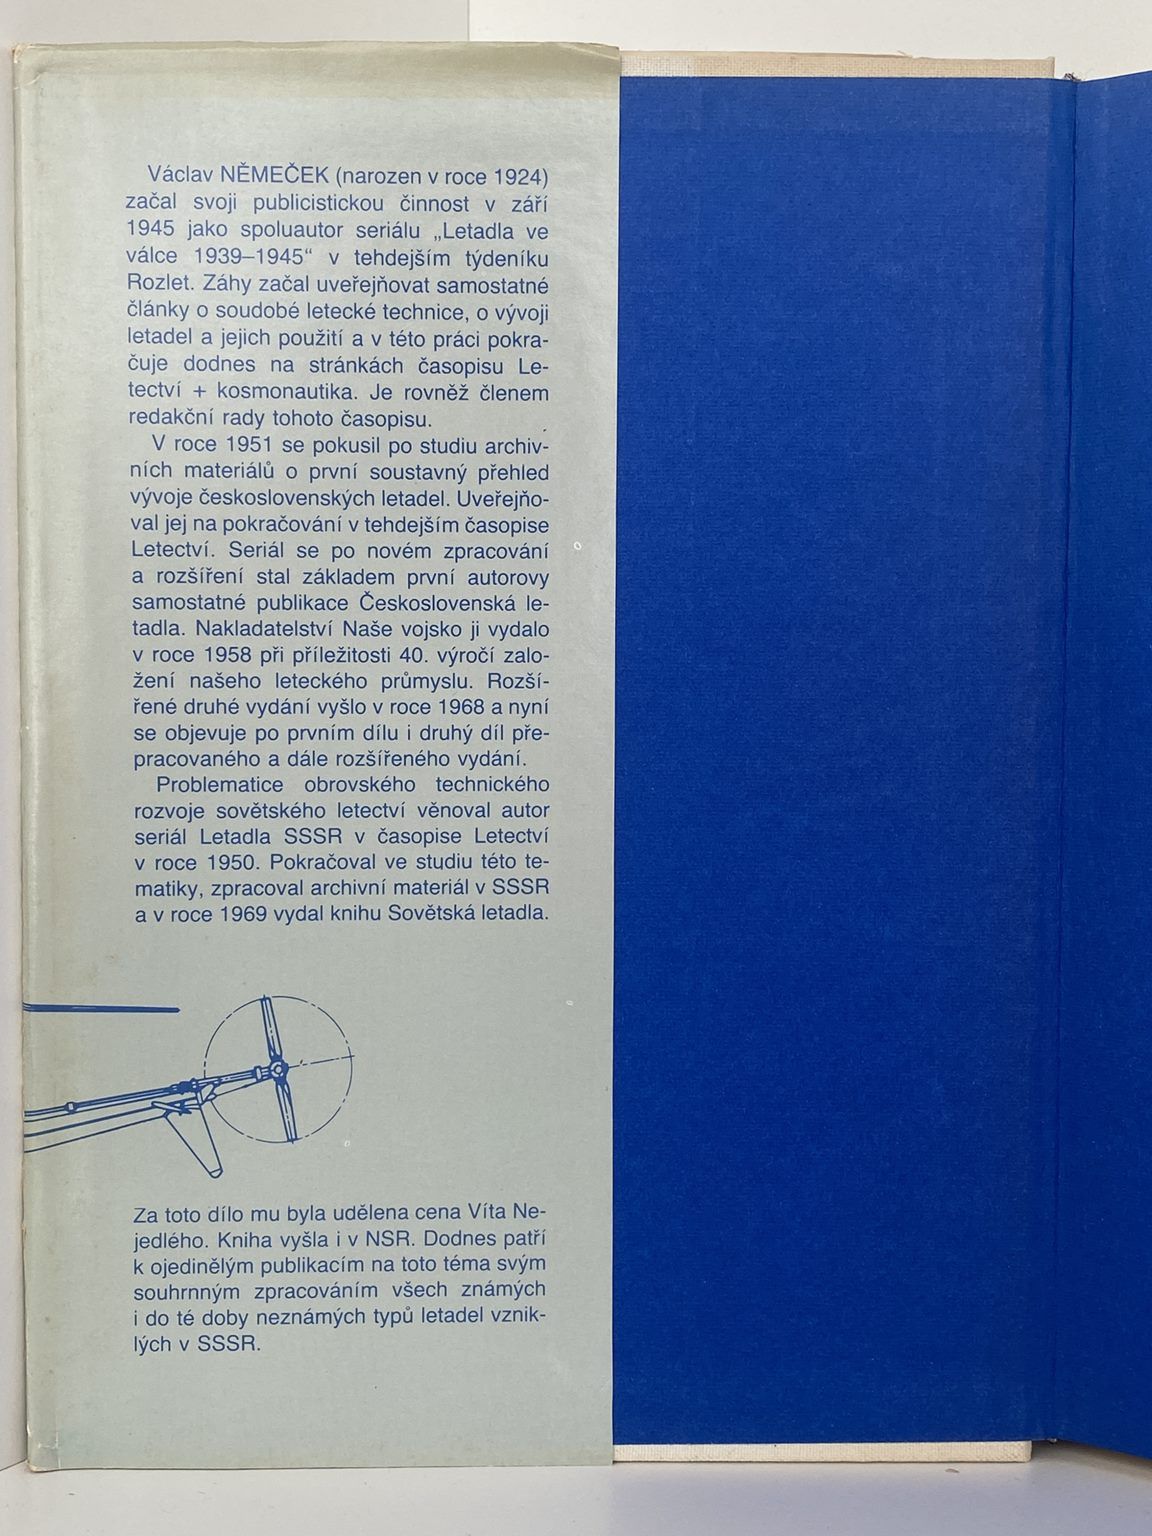 Václav NĚMEČEK (narozen v roce 1924)
začal svoji publicistickou činnost v září
1945 jako spoluautor seriálu „Letadla ve
válce 1939–1945“ v tehdejším týdeníku
Rozlet. Záhy začal uveřejňovat samostatné
články o soudobé letecké technice, o vývoji
letadel a jejich použití a v této práci pokra-
čuje dodnes na stránkách časopisu Le-
tectví + kosmonautika. Je rovněž členem
redakční rady tohoto časopisu.
V roce 1951 se pokusil po studiu archiv-
ních materiálů o první soustavný přehled
vývoje československých letadel. Uveřejňo-
val jej na pokračování v tehdejším časopise
Letectví. Seriál se po novém zpracování
a rozšíření stal základem první autorovy
samostatné publikace Československá le-
tadla. Nakladatelství Naše vojsko ji vydalo
v roce 1958 při příležitosti 40. výročí zalo-
žení našeho leteckého průmyslu. Rozší-
řené druhé vydání vyšlo v roce 1968 a nyní
se objevuje po prvním dílu i druhý díl pře-
pracovaného a dále rozšířeného vydání.
Problematice obrovského technického
rozvoje sovětského letectví věnoval autor
seriál Letadla SSSR v časopise Letectví
v roce 1950. Pokračoval ve studiu této te-
matiky, zpracoval archivní materiál v SSSR
a v roce 1969 vydal knihu Sovětská letadla.
Za toto dílo mu byla udělena cena Víta Ne-
jedlého. Kniha vyšla i v NSR. Dodnes patří
k ojedinělým publikacím na toto téma svým
souhrnným zpracováním všech známých
i do té doby neznámých typů letadel vznik-
lých v SSSR.